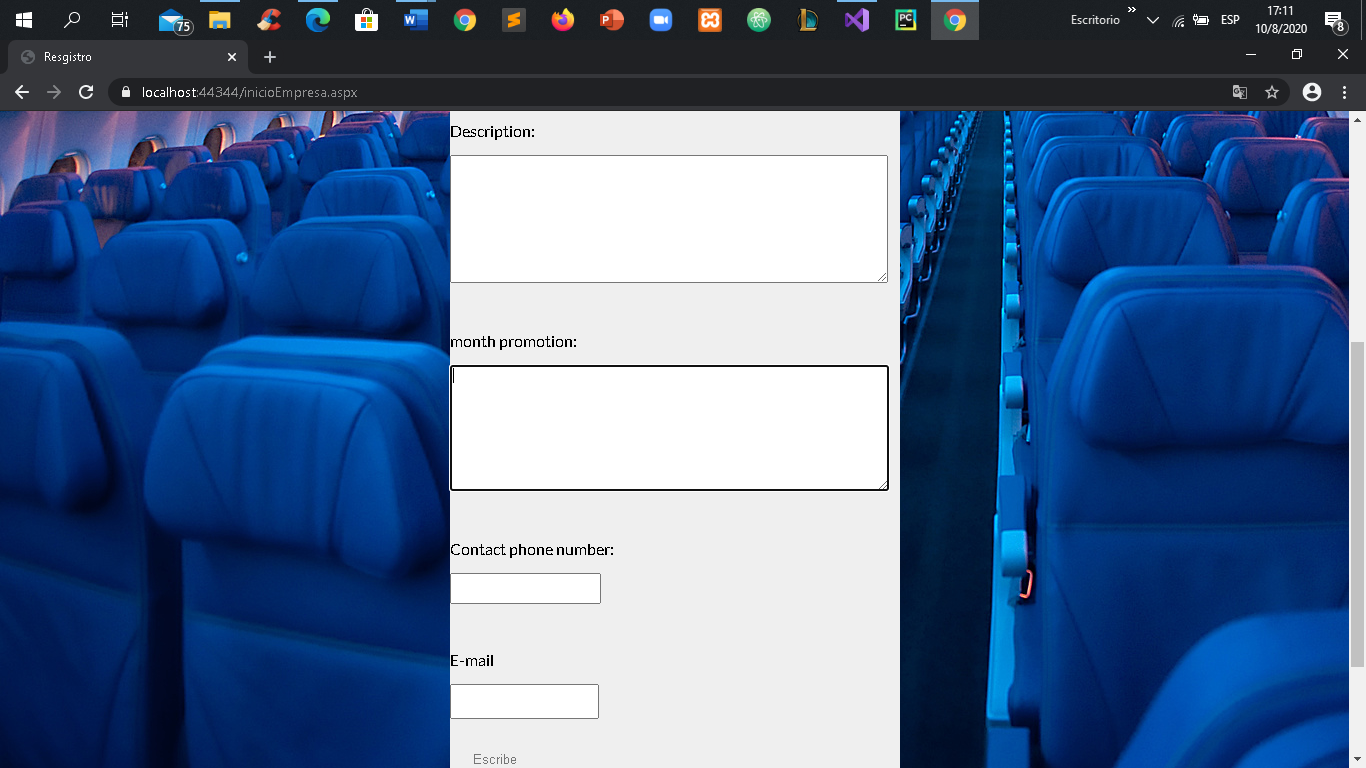 75
W
S
P
PC
Escritorio
»
ESP
17:11
10/8/2020
8
Resgistro
localhost:44344/inicioEmpresa.aspx
Description:
month promotion:
Contact phone number:
E-mail
Escribe